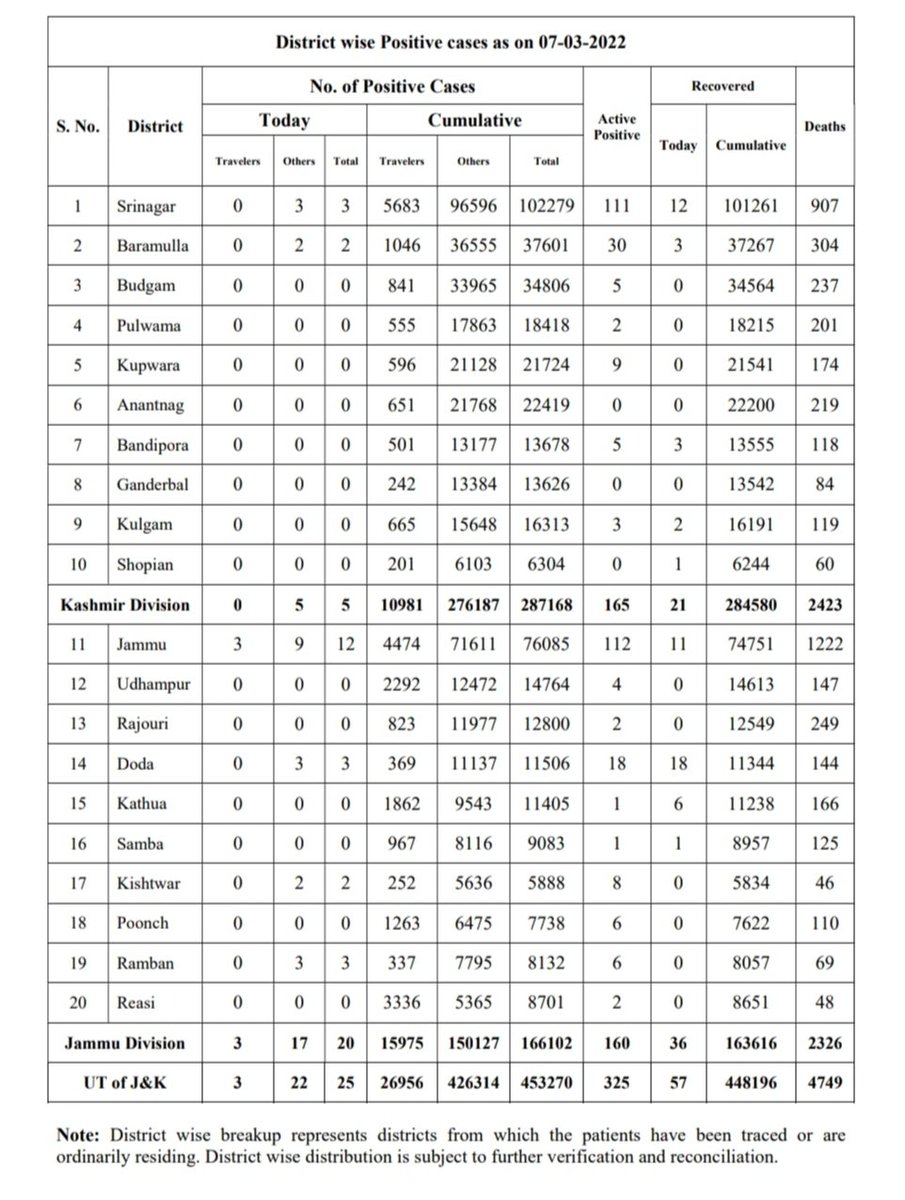 District wise Positive cases as on 07-03-2022
S. No. District No. of Positive Cases Active Positive Recovered Deaths
Today Cumulative Today Cumulative
Travelers Others Total Travelers Others Total
1 Srinagar 0 3 3 5683 96596 102279 111 12 101261 907
2 Baramulla 0 2 2 1046 36555 37601 30 3 37267 304
3 Budgam 0 0 0 841 33965 34806 5 0 34564 237
4 Pulwama 0 0 0 555 17863 18418 2 0 18215 201
5 Kupwara 0 0 0 596 21128 21724 9 0 21541 174
6 Anantnag 0 0 0 651 21768 22419 0 0 22200 219
7 Bandipora 0 0 0 501 13177 13678 5 3 13555 118
8 Ganderbal 0 0 0 242 13384 13626 0 0 13542 84
9 Kulgam 0 0 0 665 15648 16313 3 2 16191 119
10 Shopian 0 0 0 201 6103 6304 0 1 6244 60
Kashmir Division 0 5 5 10981 276187 287168 165 21 284580 2423
11 Jammu 3 9 12 4474 71611 76085 112 11 74751 1222
12 Udhampur 0 0 0 2292 12472 14764 4 0 14613 147
13 Rajouri 0 0 0 823 11977 12800 2 0 12549 249
14 Doda 0 3 3 369 11137 11506 18 18 11344 144
15 Kathua 0 0 0 1862 9543 11405 1 6 11238 166
16 Samba 0 0 0 967 8116 9083 1 1 8957 125
17 Kishtwar 0 2 2 252 5636 5888 8 0 5834 46
18 Poonch 0 0 0 1263 6475 7738 6 0 7622 110
19 Ramban 0 3 3 337 7795 8132 6 0 8057 69
20 Reasi 0 0 0 3336 5365 8701 2 0 8651 48
Jammu Division 3 17 20 15975 150127 166102 160 36 163616 2326
UT of J&K 3 22 25 26956 426314 453270 325 57 448196 4749
Note: District wise breakup represents districts from which the patients have been traced or are
ordinarily residing. District wise distribution is subject to further verification and reconciliation.